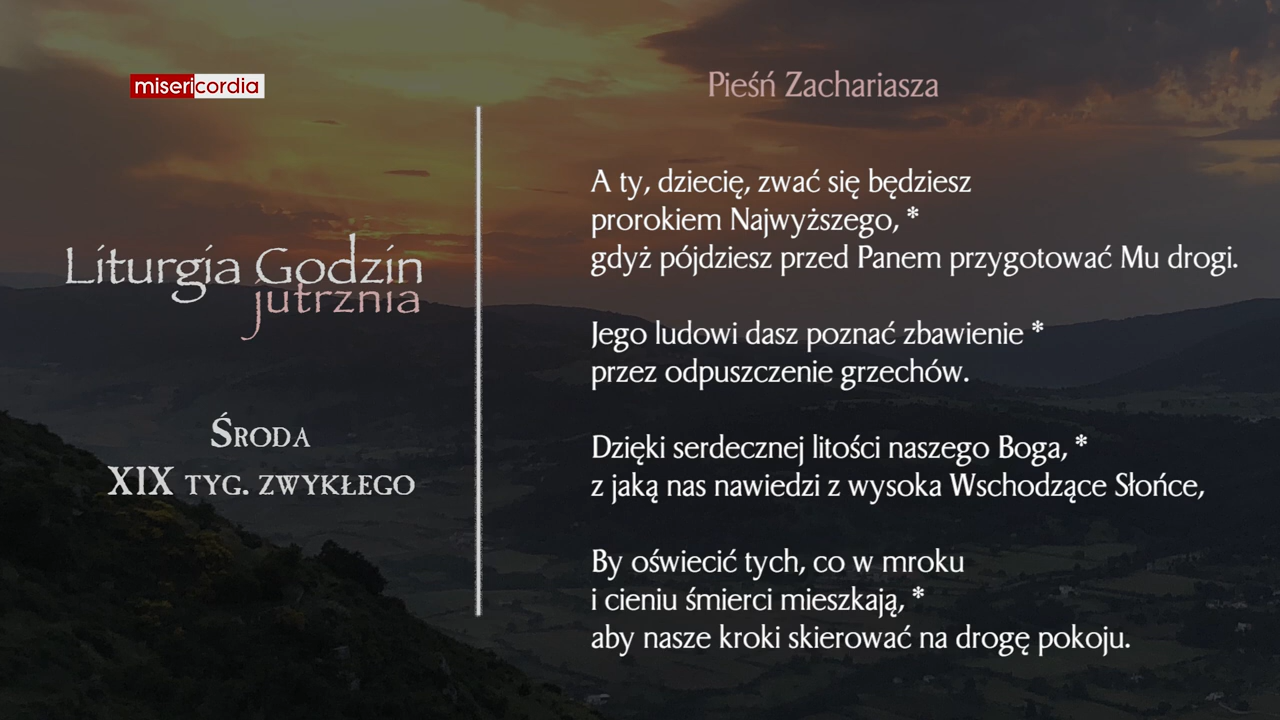 misericordia
Liturgia Godzin
jutrznia
Środa
XIX tyg. zwykłego
Pieśń Zachariasza
A ty, dziecię, zwać się będziesz
prorokiem Najwyższego, *
gdyż pójdziesz przed Panem przygotować Mu drogi.
Jego ludowi dasz poznać zbawienie *
przez odpuszczenie grzechów.
Dzięki serdecznej litości naszego Boga, *
z jaką nas nawiedzi z wysoka Wschodzące Słońce,
By oświecić tych, co w mroku
i cieniu śmierci mieszkają, *
aby nasze kroki skierować na drogę pokoju.